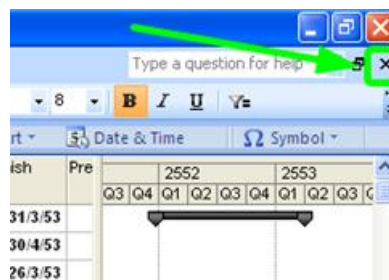 Type a question for help
8 B I U
rt Date & Time Ω Symbol
ish Pre 2552 2553
Q3 Q4 Q1 Q2 Q3 Q4 Q1 Q2 Q3
31/3/53
30/4/53
26/3/53